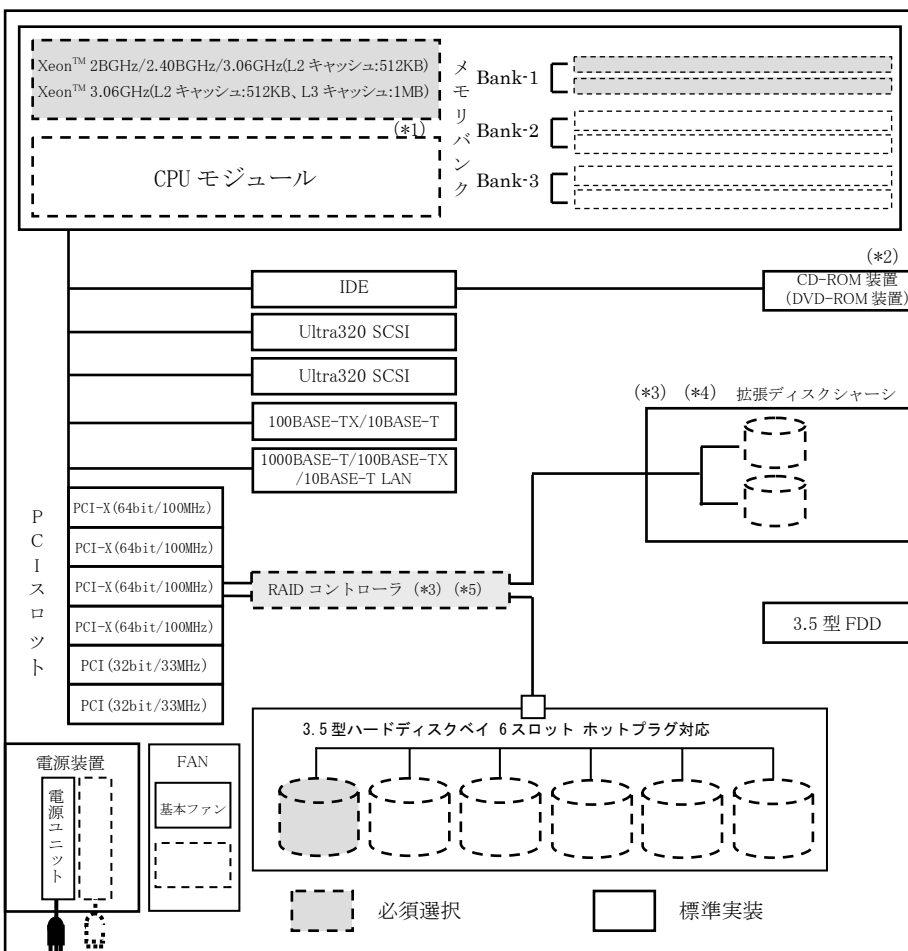 Xeon™ 2BGHz/2.40BGHz/3.06GHz(L2 キャッシュ:512KB)
Xeon™ 3.06GHz(L2 キャッシュ:512KB、L3 キャッシュ:1MB)
(*1)
CPU モジュール
メモリバンク
Bank-1
Bank-2
Bank-3
IDE
(*2)
CD-ROM 装置
(DVD-ROM 装置)
Ultra320 SCSI
Ultra320 SCSI
100BASE-TX/10BASE-T
1000BASE-T/100BASE-TX
/10BASE-T LAN
(*3) (*4) 拡張ディスクシャーシ
PCIスロット
PCI-X(64bit/100MHz)
PCI-X(64bit/100MHz)
PCI-X(64bit/100MHz)
PCI-X(64bit/100MHz)
PCI(32bit/33MHz)
PCI(32bit/33MHz)
RAID コントローラ (*3) (*5)
3.5 型 FDD
3.5型ハードディスクベイ 6スロット ホットプラグ対応
電源装置
電源ユニット
FAN
基本ファン
必須選択
標準実装